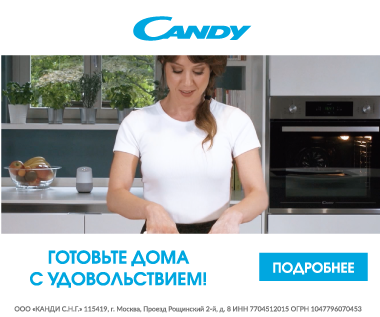 CANDY
ГОТОВЬТЕ ДОМА
С УДОВОЛЬСТВИЕМ!
ПОДРОБНЕЕ
ООО «КАНДИ С.Н.Г.» 115419, г. Москва, Проезд Рощинский 2-й, д. 8 ИНН 7704512015 ОГРН 1047796070453